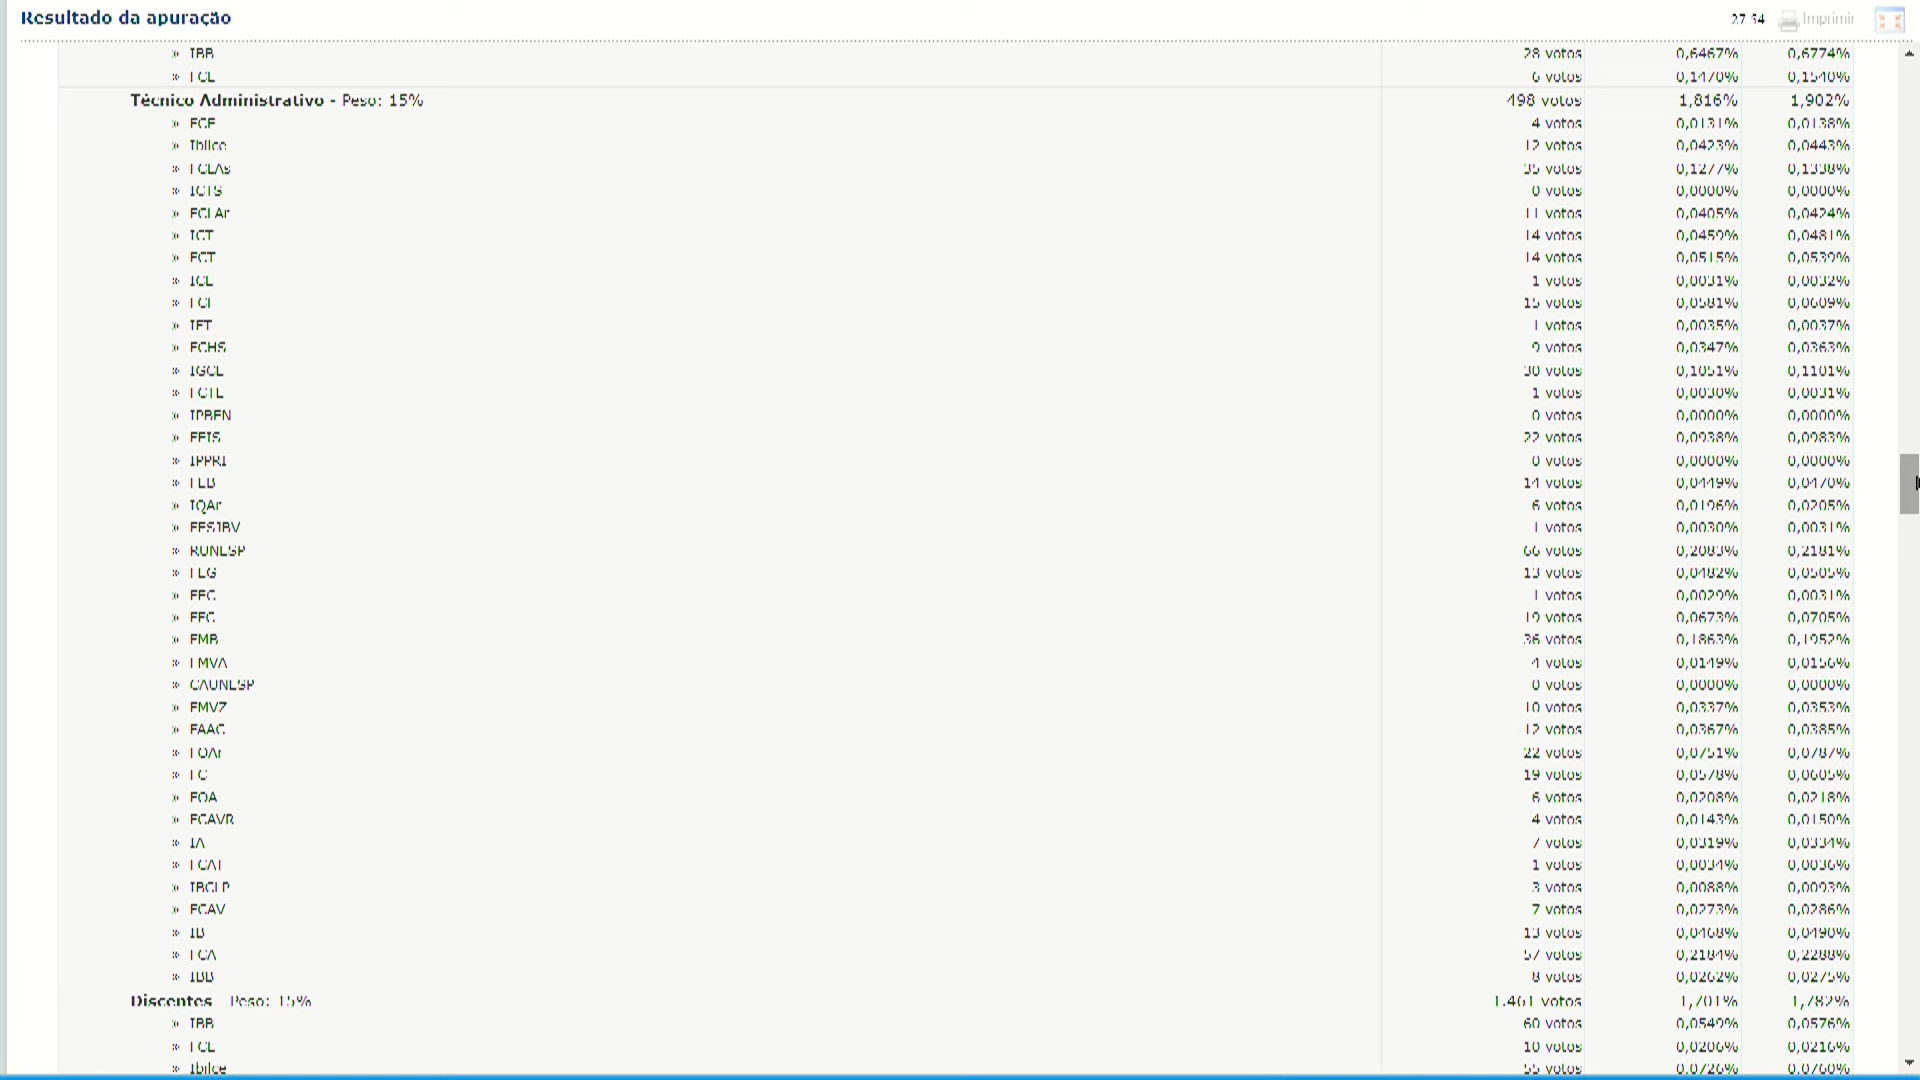 Resultado da apuração 27:54 Imprimir
» IBB 28 votos 0,6467% 0,6774%
» FCE 6 votos 0,1470% 0,1540%
Técnico Administrativo - Peso: 15% 498 votos 1,816% 1,902%
» FCF 4 votos 0,0131% 0,0138%
» Ibilce 12 votos 0,0423% 0,0443%
» FCLAs 35 votos 0,1277% 0,1338%
» ICTS 0 votos 0,0000% 0,0000%
» FCLAr 11 votos 0,0405% 0,0424%
» ICT 14 votos 0,0459% 0,0481%
» FCT 14 votos 0,0515% 0,0539%
» ICE 1 votos 0,0031% 0,0032%
» 15 votos 0,0581% 0,0609%
» IFT 1 votos 0,0035% 0,0037%
» FCHS 9 votos 0,0347% 0,0363%
» IGCE 30 votos 0,1051% 0,1101%
» FCTE 1 votos 0,0030% 0,0031%
» IPBEN 0 votos 0,0000% 0,0000%
» FEIS 22 votos 0,0938% 0,0983%
» IPPRI 0 votos 0,0000% 0,0000%
» FEB 14 votos 0,0449% 0,0470%
» IQAr 6 votos 0,0196% 0,0205%
» FESJBV 1 votos 0,0030% 0,0031%
» RUNESP 66 votos 0,2083% 0,2181%
» FEG 13 votos 0,0482% 0,0505%
» 1 votos 0,0029% 0,0031%
» FFC 19 votos 0,0673% 0,0705%
» FMB 36 votos 0,1863% 0,1952%
» FMVA 4 votos 0,0149% 0,0156%
» CAUNESP 0 votos 0,0000% 0,0000%
» FMVZ 10 votos 0,0337% 0,0353%
» FAAC 12 votos 0,0367% 0,0385%
» FOAr 22 votos 0,0751% 0,0787%
» FC 19 votos 0,0578% 0,0605%
» FOA 6 votos 0,0208% 0,0218%
» FCAVR 4 votos 0,0143% 0,0150%
» IA 7 votos 0,0319% 0,0334%
» FCAT 1 votos 0,0034% 0,0036%
» IBCLP 3 votos 0,0088% 0,0093%
» FCAV 7 votos 0,0273% 0,0286%
» IB 13 votos 0,0468% 0,0490%
» FCA 57 votos 0,2184% 0,2288%
» IBB 8 votos 0,0262% 0,0275%
Discentes - Peso: 15% 1.461 votos 1,701% 1,782%
» IBB 60 votos 0,0549% 0,0576%
» FCE 10 votos 0,0206% 0,0216%
» Ibilce 55 votos 0,0726% 0,0760%